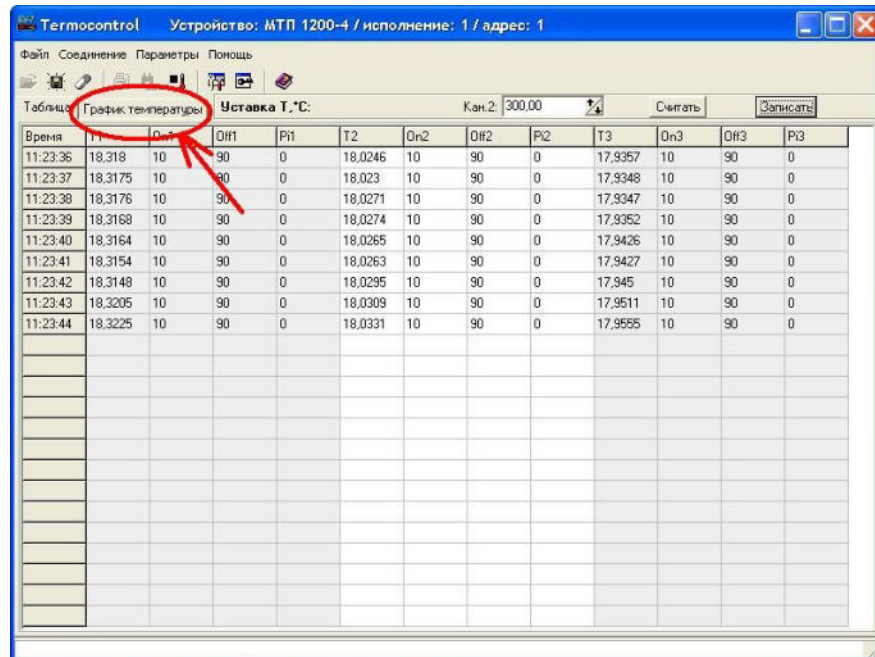 Termocontrol Устройство: МТП 1200-4 / исполнение: 1 / адрес: 1
Файл Соединение Параметры Помощь
Таблица График температуры Уставка T,°C: Кан.2: 300,00 Считать Записать
Время T1 On1 Off1 Pi1 T2 On2 Off2 Pi2 T3 On3 Off3 Pi3
11:23:36 18,318 10 90 0 18,0246 10 90 0 17,9357 10 90 0
11:23:37 18,3175 10 90 0 18,023 10 90 0 17,9348 10 90 0
11:23:38 18,3176 10 90 0 18,0271 10 90 0 17,9347 10 90 0
11:23:39 18,3168 10 90 0 18,0274 10 90 0 17,9352 10 90 0
11:23:40 18,3164 10 90 0 18,0265 10 90 0 17,9426 10 90 0
11:23:41 18,3154 10 90 0 18,0263 10 90 0 17,9427 10 90 0
11:23:42 18,3148 10 90 0 18,0295 10 90 0 17,945 10 90 0
11:23:43 18,3205 10 90 0 18,0309 10 90 0 17,9511 10 90 0
11:23:44 18,3225 10 90 0 18,0331 10 90 0 17,9555 10 90 0